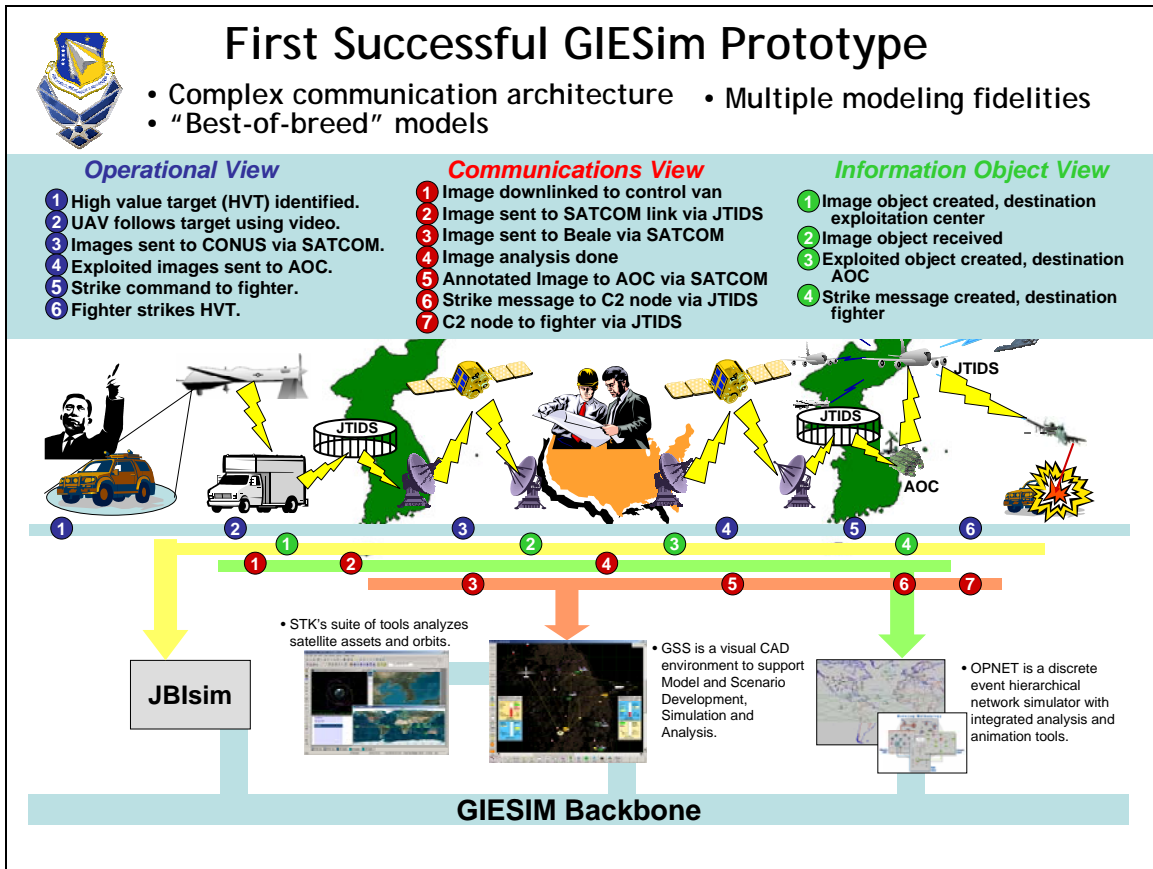 First Successful GIESim Prototype
• Complex communication architecture
• “Best-of-breed” models
• Multiple modeling fidelities
Operational View
1 High value target (HVT) identified.
2 UAV follows target using video.
3 Images sent to CONUS via SATCOM.
4 Exploited images sent to AOC.
5 Strike command to fighter.
6 Fighter strikes HVT.
Communications View
1 Image downlinked to control van
2 Image sent to SATCOM link via JTIDS
3 Image sent to Beale via SATCOM
4 Image analysis done
5 Annotated Image to AOC via SATCOM
6 Strike message to C2 node via JTIDS
7 C2 node to fighter via JTIDS
Information Object View
1 Image object created, destination
exploitation center
2 Image object received
3 Exploited object created, destination
AOC
4 Strike message created, destination
fighter
JTIDS
JTIDS
JTIDS
AOC
1 2 3 4 5 6
1 2 3 4
1 2 4
3 5 6 7
• STK’s suite of tools analyzes
satellite assets and orbits.
• GSS is a visual CAD
environment to support
Model and Scenario
Development,
Simulation and
Analysis.
• OPNET is a discrete
event hierarchical
network simulator with
integrated analysis and
animation tools.
JBIsim
GIESIM Backbone